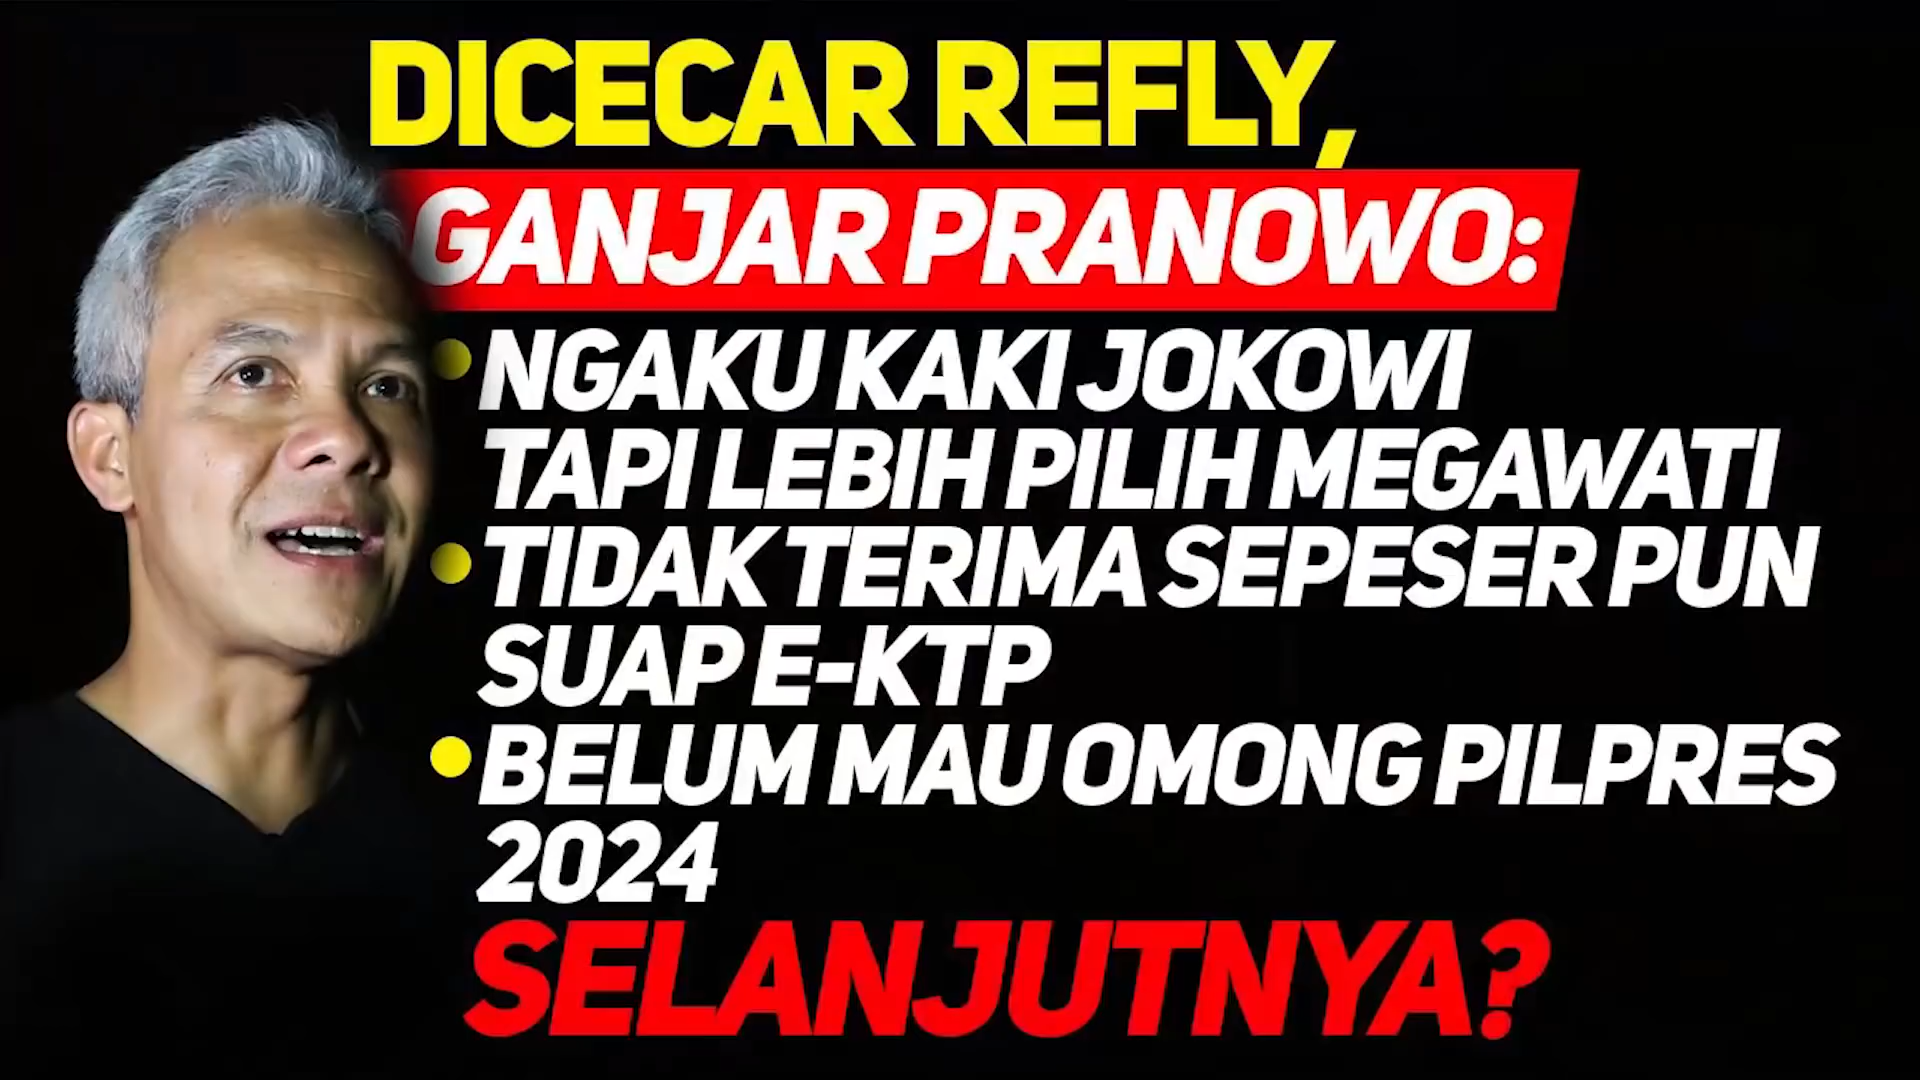 DICECAR REFLY,
GANJAR PRANOWO:
NGAKU KAKI JOKOWI
TAPI LEBIH PILIH MEGAWATI
TIDAK TERIMA SEPESER PUN
SUAP E-KTP
BELUM MAU OMONG PILPRES
2024
SELANJUTNYA?